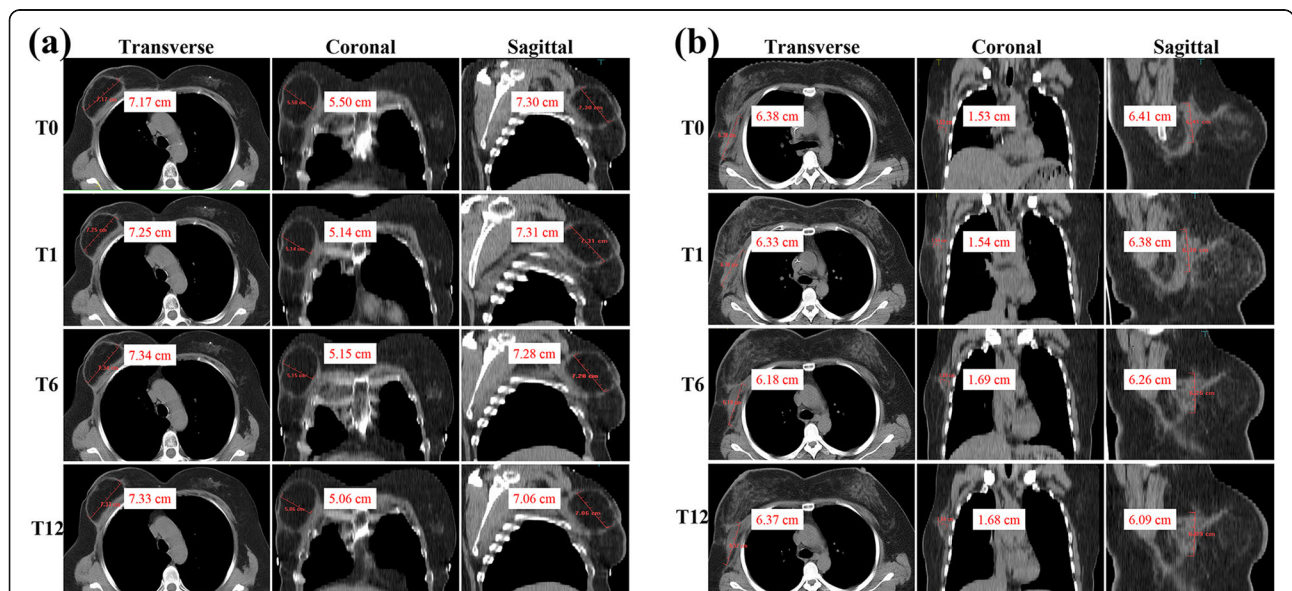 (a) Transverse Coronal Sagittal
T0 7.17 cm 5.50 cm 7.30 cm
T1 7.25 cm 5.14 cm 7.31 cm
T6 7.34 cm 5.15 cm 7.28 cm
T12 7.33 cm 5.06 cm 7.06 cm
(b) Transverse Coronal Sagittal
T0 6.38 cm 1.53 cm 6.41 cm
T1 6.33 cm 1.54 cm 6.38 cm
T6 6.18 cm 1.69 cm 6.26 cm
T12 6.37 cm 1.68 cm 6.09 cm